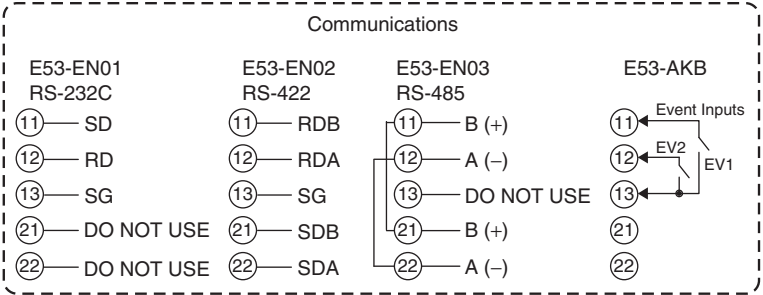 Communications
E53-EN01 E53-EN02 E53-EN03 E53-AKB
RS-232C RS-422 RS-485
11 SD 11 RDB 11 B (+) 11 Event Inputs
12 RD 12 RDA 12 A (−) 12 EV2 EV1
13 SG 13 SG 13 DO NOT USE 13
21 DO NOT USE 21 SDB 21 B (+) 21
22 DO NOT USE 22 SDA 22 A (−) 22